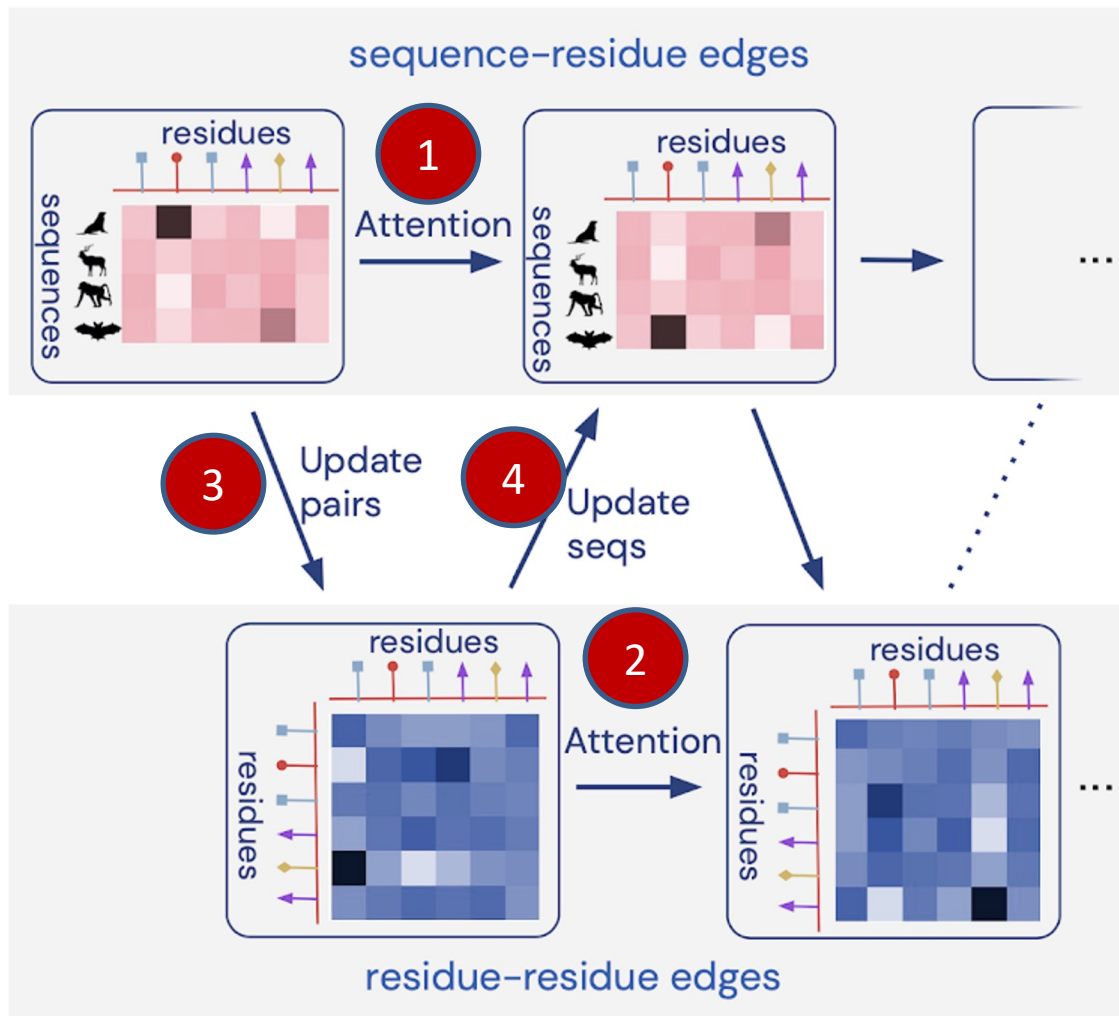 sequence-residue edges
residues
sequences
1
Attention
residues
sequences
...
3
Update
pairs
4
Update
seqs
residues
residues
2
Attention
residues
residues
...
residue-residue edges